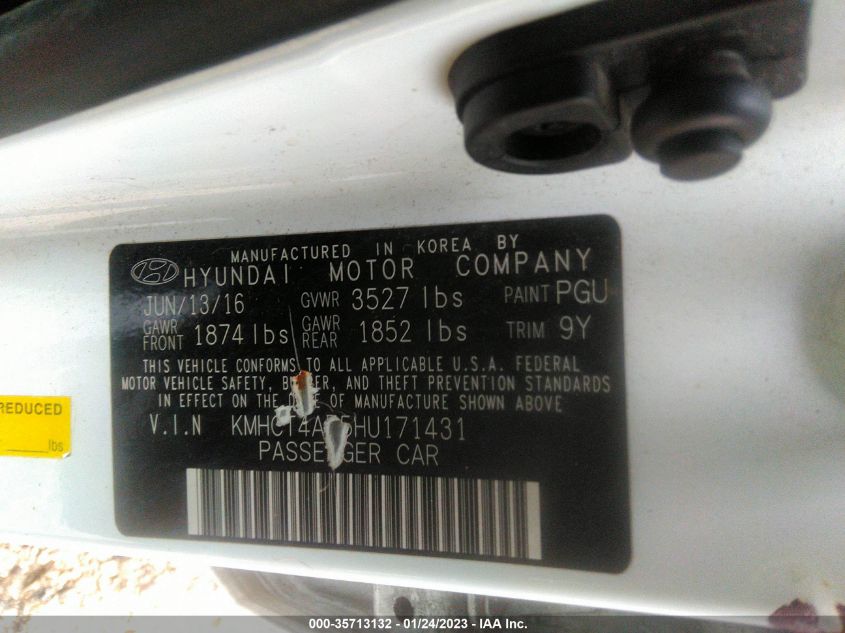 MANUFACTURED IN KOREA BY
HYUNDAI MOTOR COMPANY
JUN/13/16 GVWR 3527 lbs PAINT PGU
GAWR FRONT 1874 lbs GAWR REAR 1852 lbs TRIM 9Y
THIS VEHICLE CONFORMS TO ALL APPLICABLE U.S.A. FEDERAL
MOTOR VEHICLE SAFETY, AND THEFT PREVENTION STANDARDS
IN EFFECT ON THE DATE OF MANUFACTURE SHOWN ABOVE
V.I.N
PASSENGER CAR
REDUCED
lbs
000-35713132 - 01/24/2023 - IAA Inc.